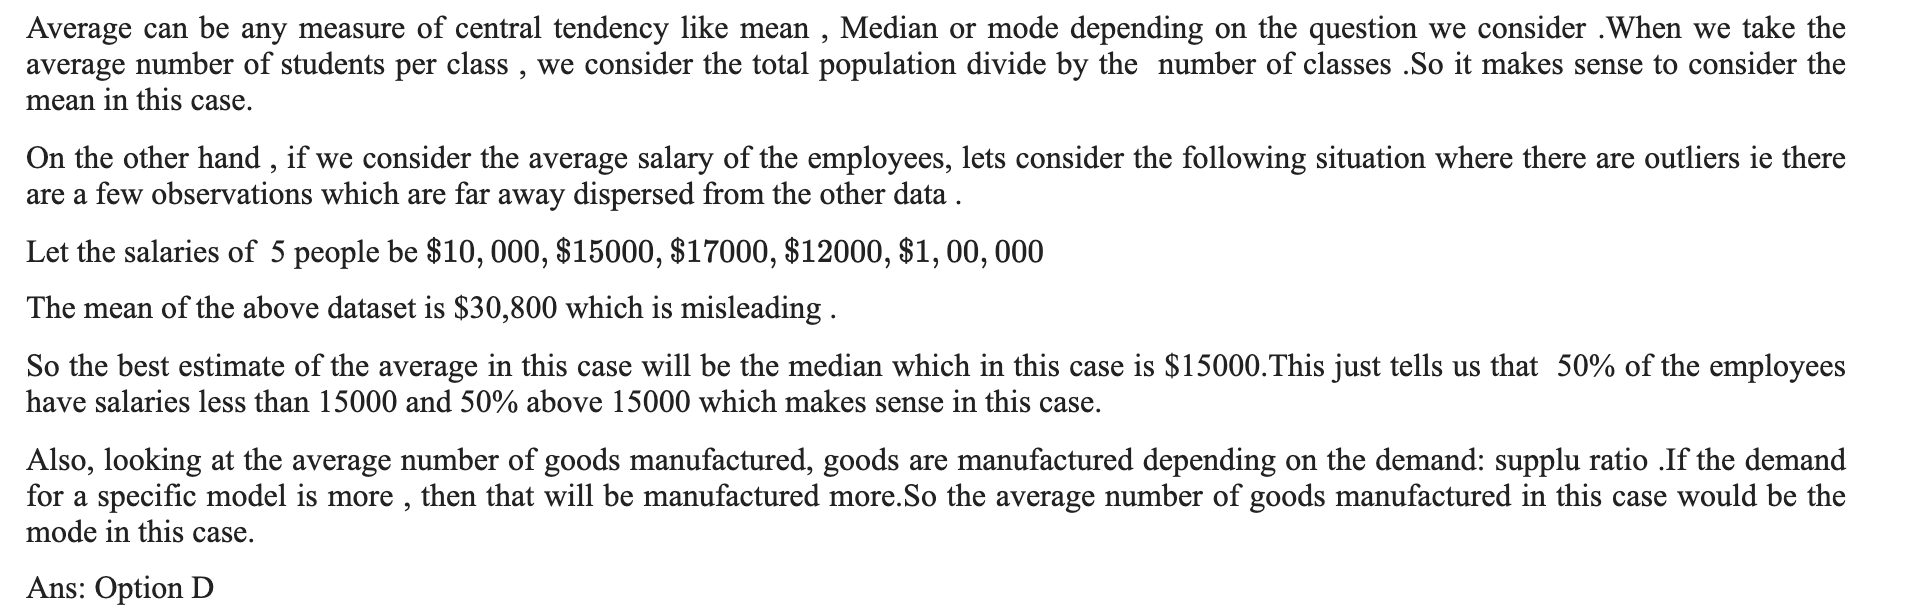 Average can be any measure of central tendency like mean , Median or mode depending on the question we consider .When we take the
average number of students per class , we consider the total population divide by the number of classes .So it makes sense to consider the
mean in this case.
On the other hand , if we consider the average salary of the employees, lets consider the following situation where there are outliers ie there
are a few observations which are far away dispersed from the other data .
Let the salaries of 5 people be $10, 000, $15000, $17000, $12000, $1, 00, 000
The mean of the above dataset is $30,800 which is misleading .
So the best estimate of the average in this case will be the median which in this case is $15000.This just tells us that 50% of the employees
have salaries less than 15000 and 50% above 15000 which makes sense in this case.
Also, looking at the average number of goods manufactured, goods are manufactured depending on the demand: supplu ratio .If the demand
for a specific model is more , then that will be manufactured more.So the average number of goods manufactured in this case would be the
mode in this case.
Ans: Option D